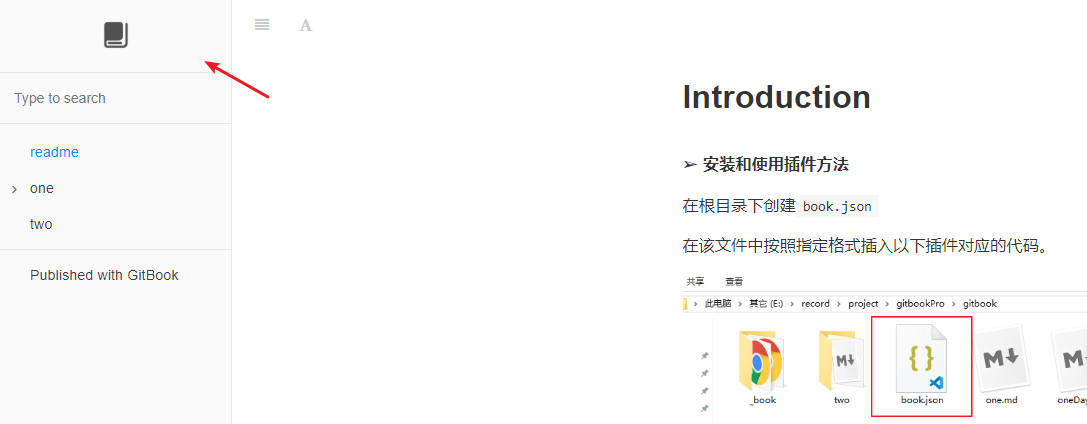 A
Type to search
readme
one
two
Published with GitBook
Introduction
➢ 安装和使用插件方法
在根目录下创建 book.json
在该文件中按照指定格式插入以下插件对应的代码。
共享 查看
› 此电脑 › 其它 (E:) › record › project › gitbookPro › gitbook
{ } M↓ M↓ M
_book two book.json one.md oneDay